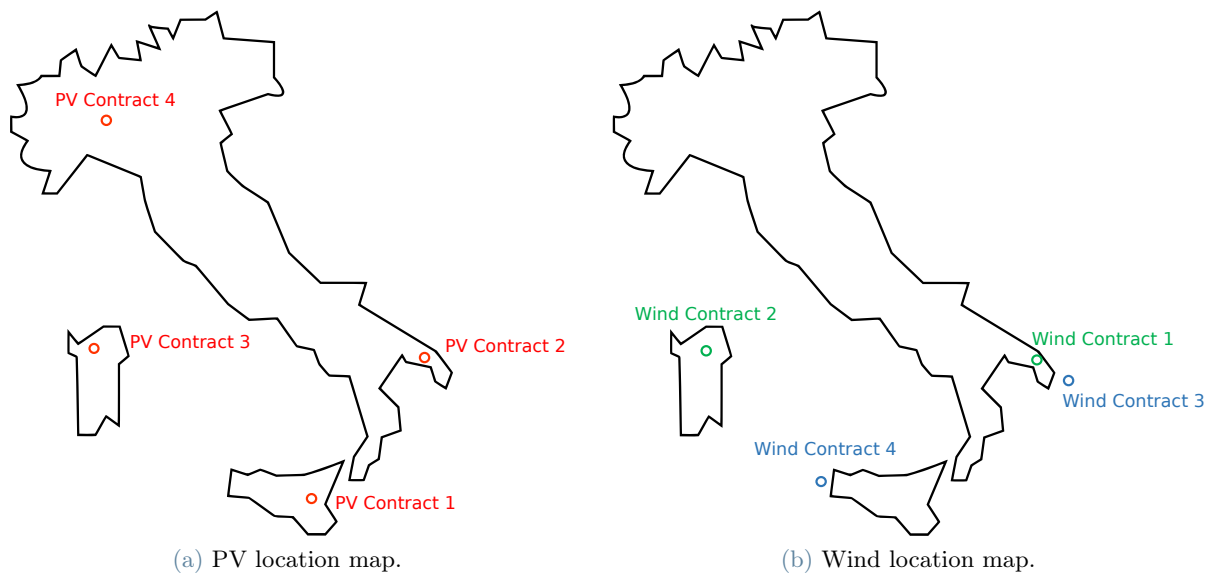 PV Contract 4
PV Contract 3
PV Contract 2
PV Contract 1
(a) PV location map.
Wind Contract 2
Wind Contract 1
Wind Contract 3
Wind Contract 4
(b) Wind location map.